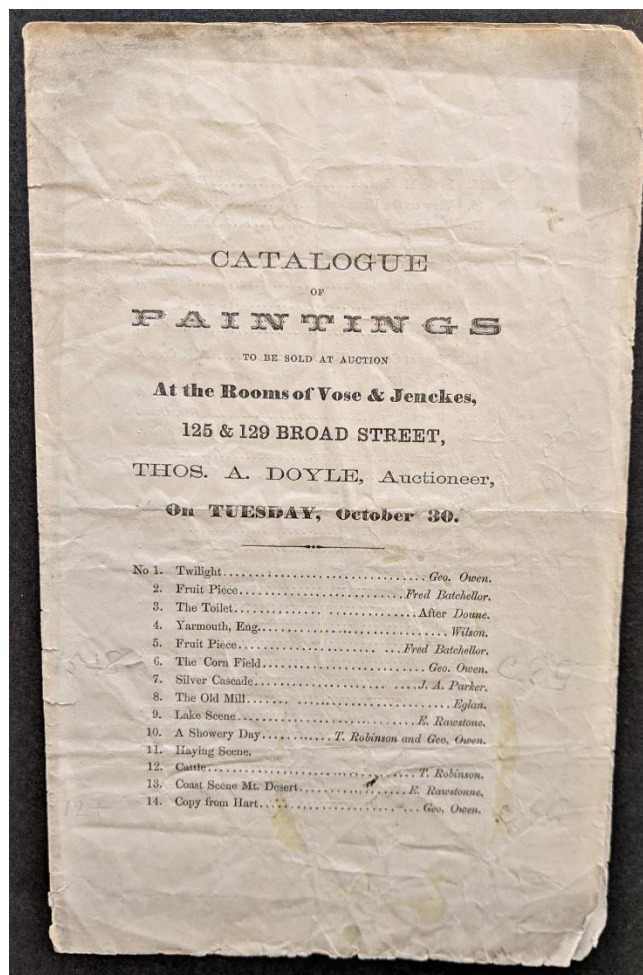 CATALOGUE
OF
PAINTINGS
TO BE SOLD AT AUCTION
At the Rooms of Vose & Jenckes,
125 & 129 BROAD STREET,
THOS. A. DOYLE, Auctioneer,
On TUESDAY, October 30.
No 1. Twilight........................................Geo. Owen.
2. Fruit Piece................................Fred Batchellor.
3. The Toilet....................................After Doune.
4. Yarmouth, Eng....................................Wilson.
5. Fruit Piece................................Fred Batchellor.
6. The Corn Field................................Geo. Owen.
7. Silver Cascade................................J. A. Parker.
8. The Old Mill........................................Eglan.
9. Lake Scene....................................E. Rawstone.
10. A Showery Day............T. Robinson and Geo. Owen.
11. Haying Scene.
12. Cattle........................................T. Robinson.
13. Coast Scene Mt. Desert....................E. Rawstonne.
14. Copy from Hart................................Geo. Owen.